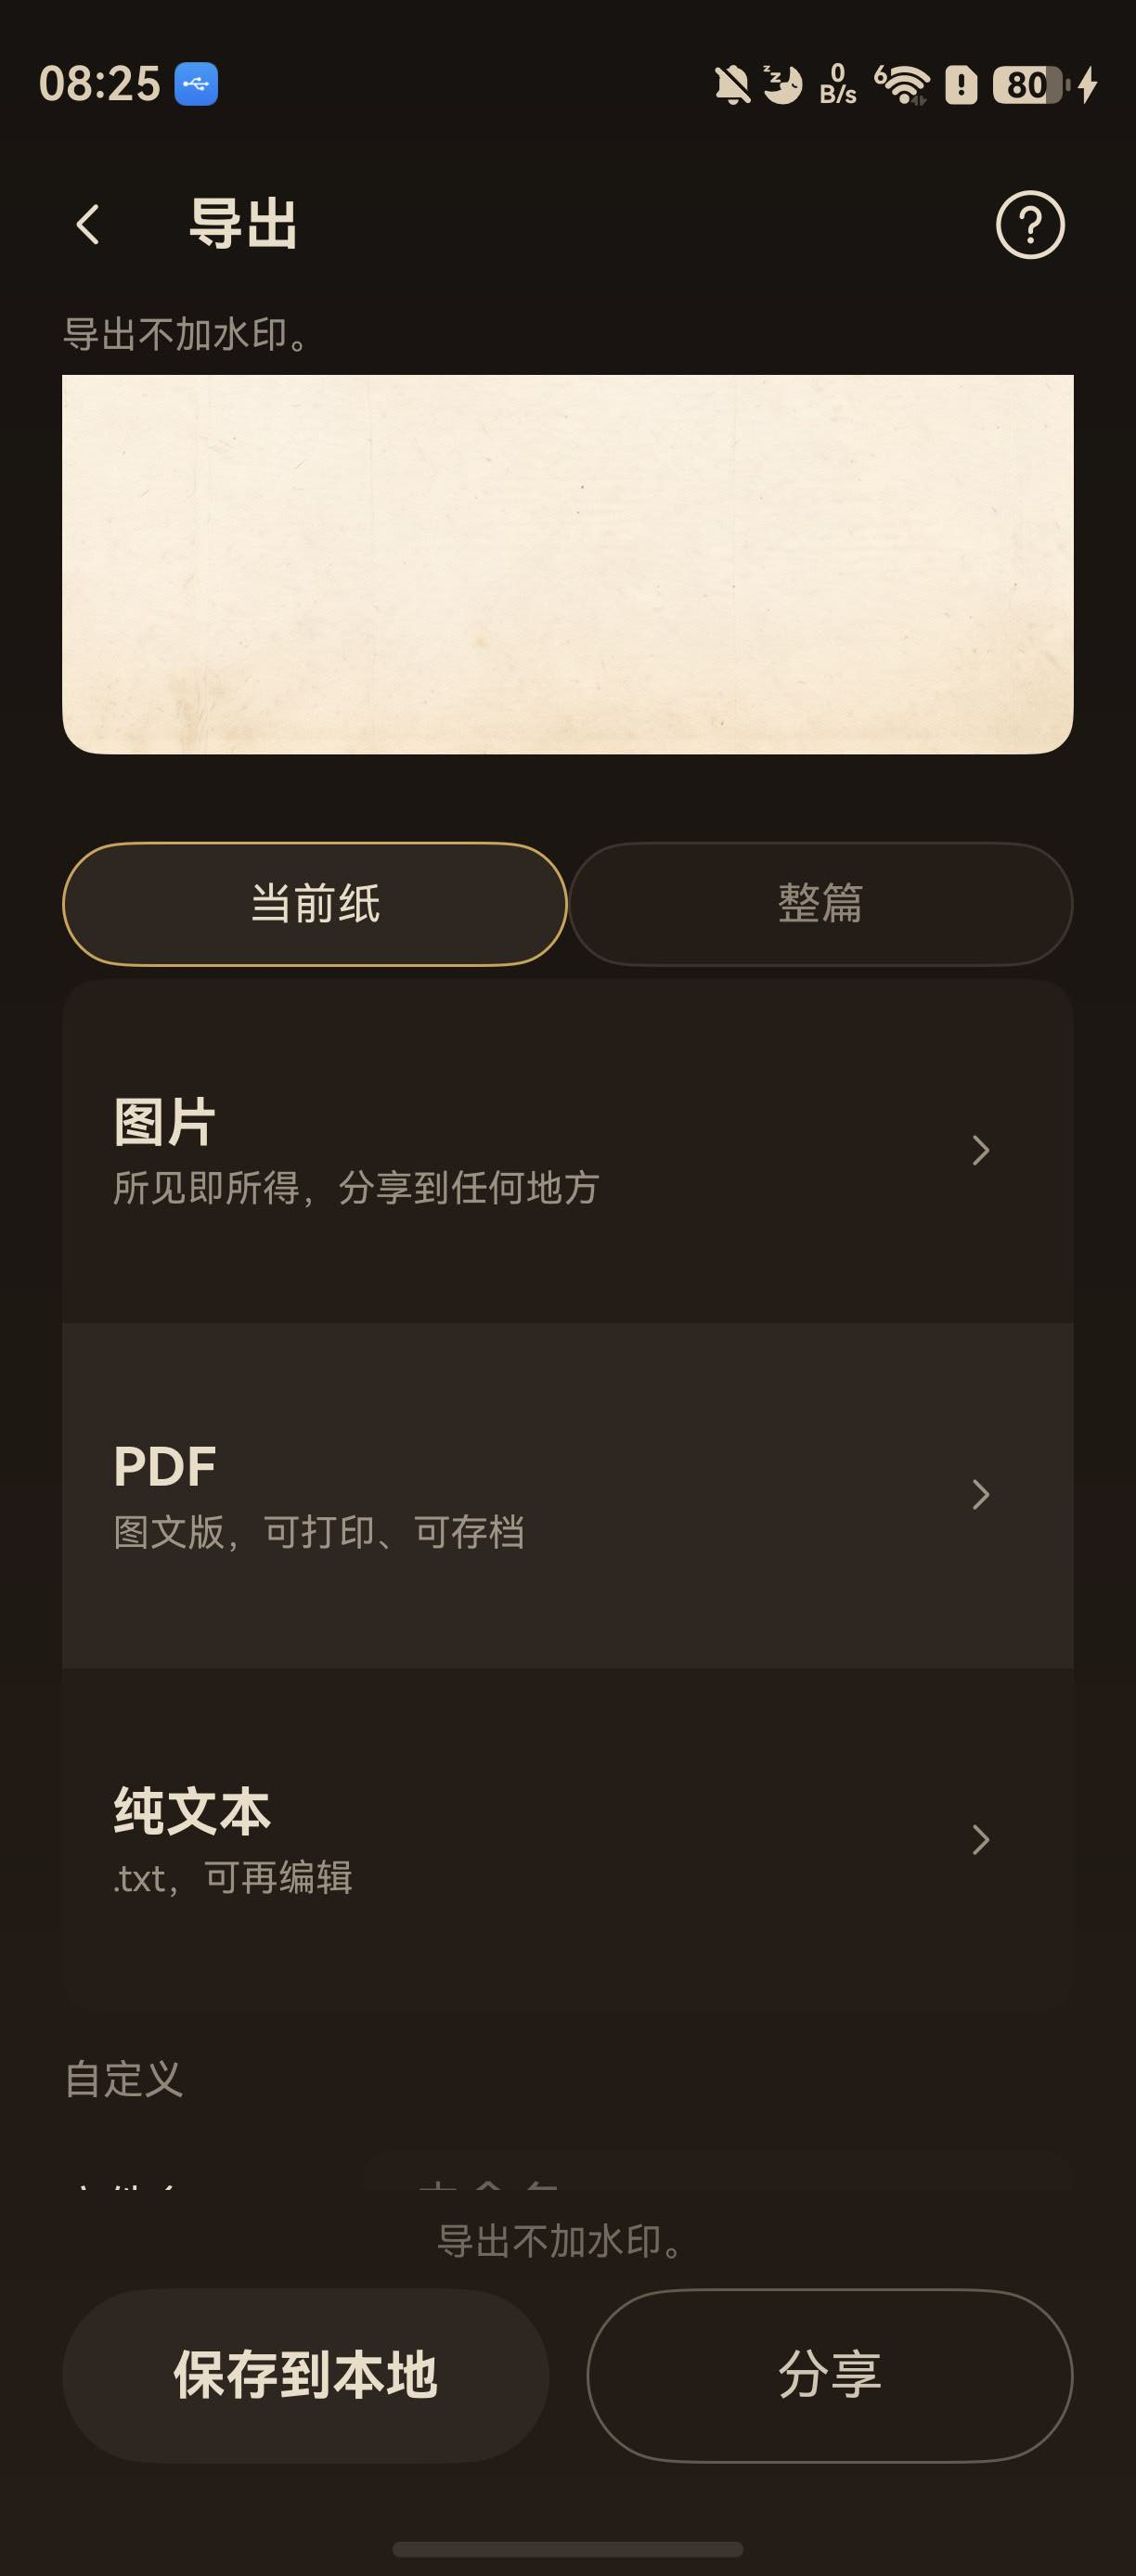 08:25
0
B/s
6
80
导出
导出不加水印。
当前纸
整篇
图片
所见即所得，分享到任何地方
PDF
图文版，可打印、可存档
纯文本
.txt，可再编辑
自定义
导出不加水印。
保存到本地
分享